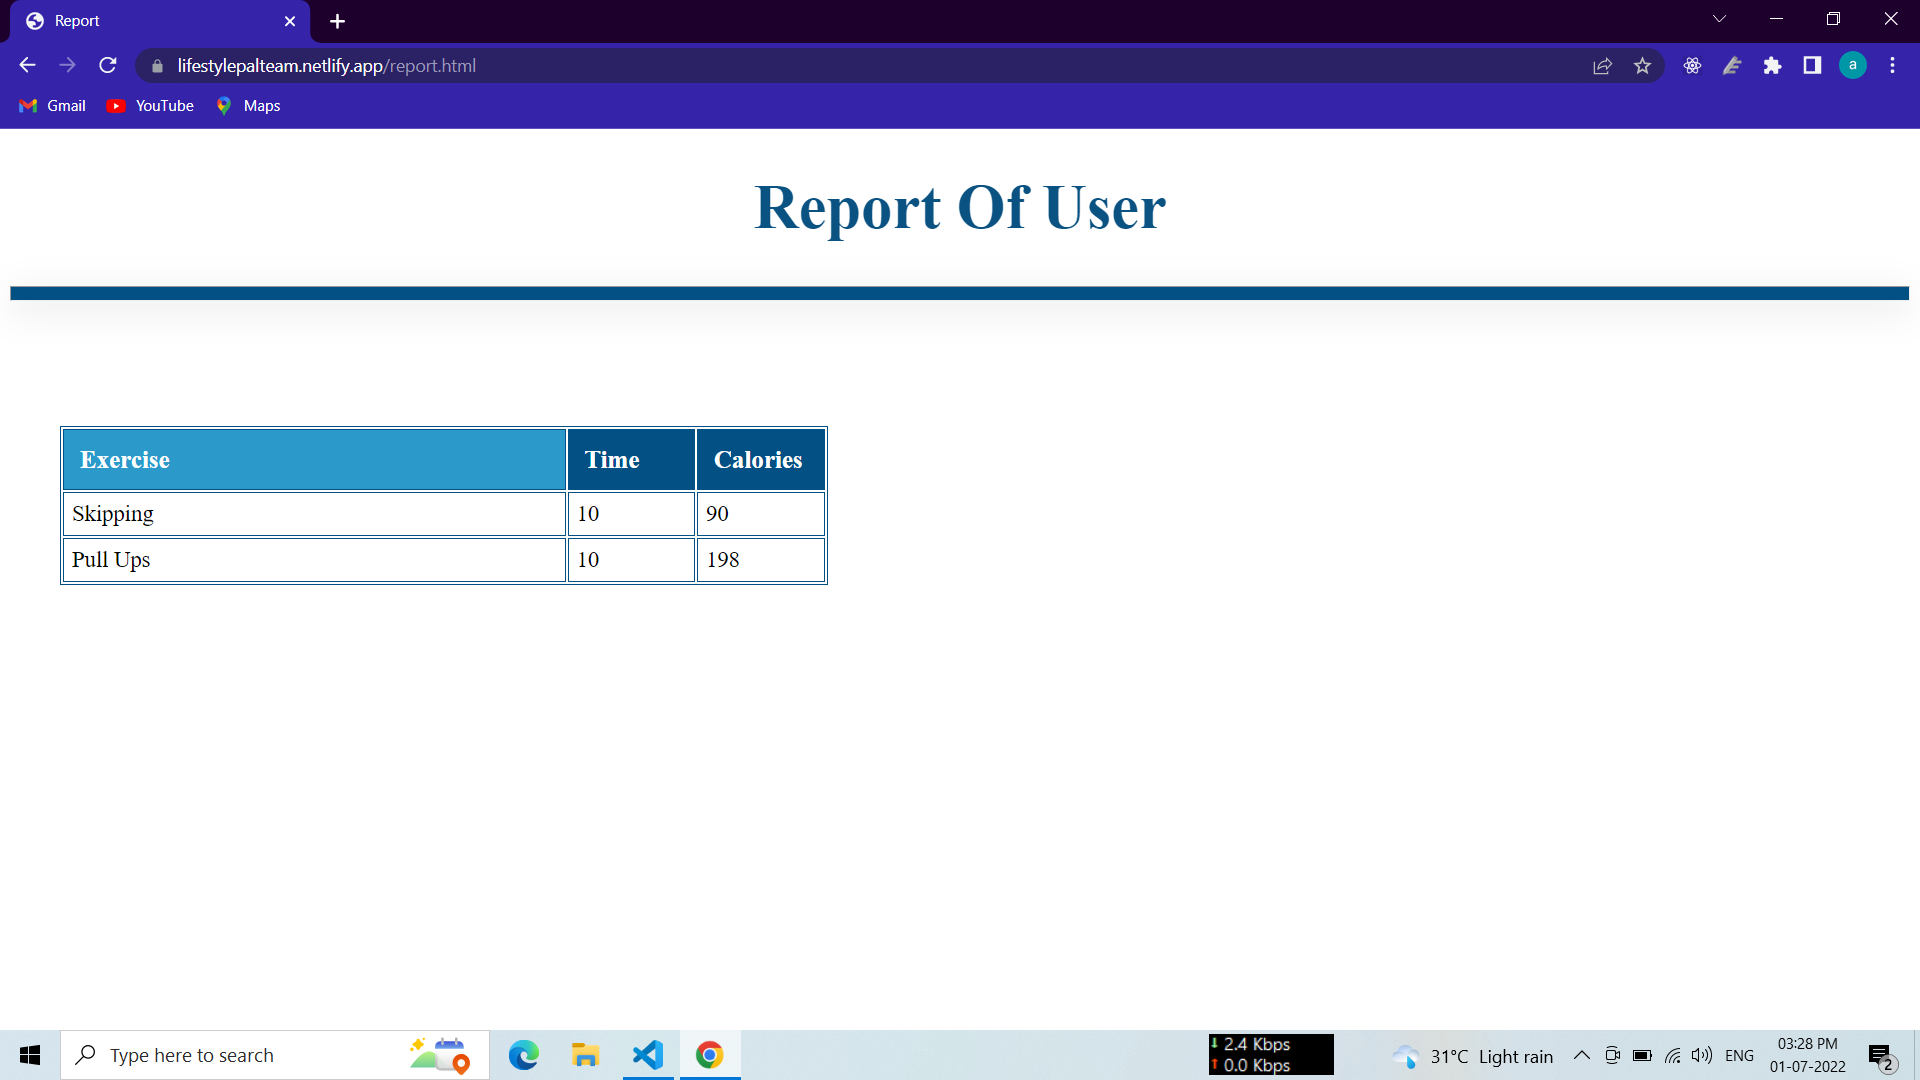 Report
lifestylepalteam.netlify.app/report.html
a
Gmail YouTube Maps
Report Of User
Exercise Time Calories
Skipping 10 90
Pull Ups 10 198
Type here to search
2.4 Kbps
0.0 Kbps
31°C Light rain
ENG
03:28 PM
01-07-2022
2